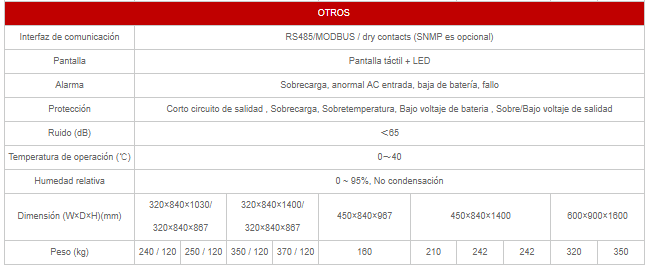 OTROS
Interfaz de comunicación RS485/MODBUS / dry contacts (SNMP es opcional)
Pantalla Pantalla táctil + LED
Alarma Sobrecarga, anormal AC entrada, baja de batería, fallo
Protección Corto circuito de salidad , Sobrecarga, Sobretemperatura, Bajo voltaje de bateria , Sobre/Bajo voltaje de salidad
Ruido (dB) ＜65
Temperatura de operación (℃) 0～40
Humedad relativa 0 ~ 95%, No condensación
Dimensión (W×D×H)(mm) 320×840×1030/ 320×840×867 320×840×1400/ 320×840×867 450×840×967 450×840×1400 600×900×1600
Peso (kg) 240 / 120 250 / 120 350 / 120 370 / 120 160 210 242 242 320 350